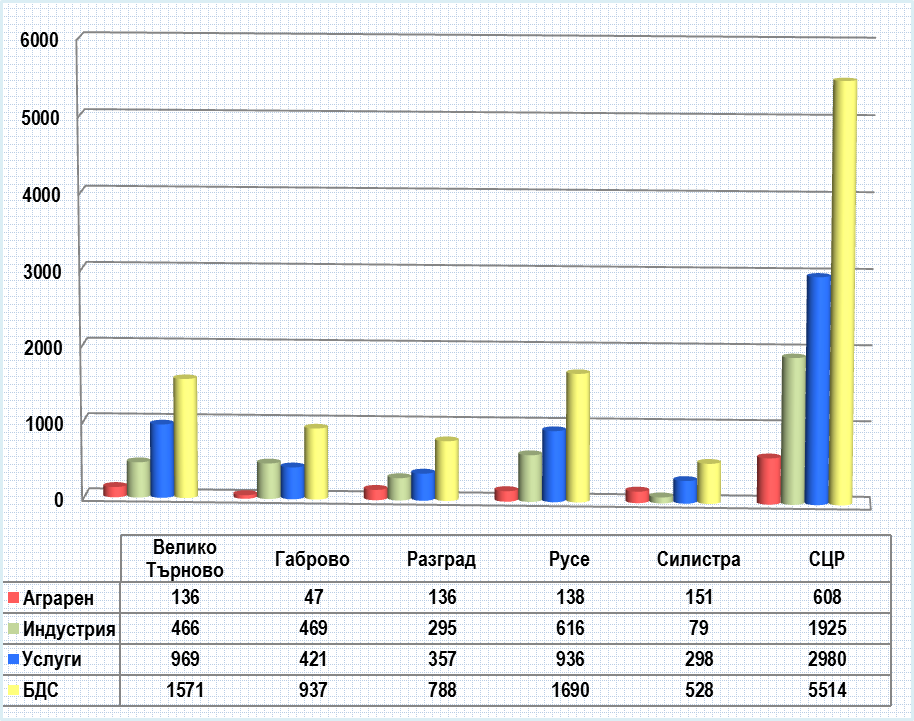 6000
5000
4000
3000
2000
1000
0
Велико Търново Габрово Разград Русе Силистра СЦР
Аграрен 136 47 136 138 151 608
Индустрия 466 469 295 616 79 1925
Услуги 969 421 357 936 298 2980
БДС 1571 937 788 1690 528 5514